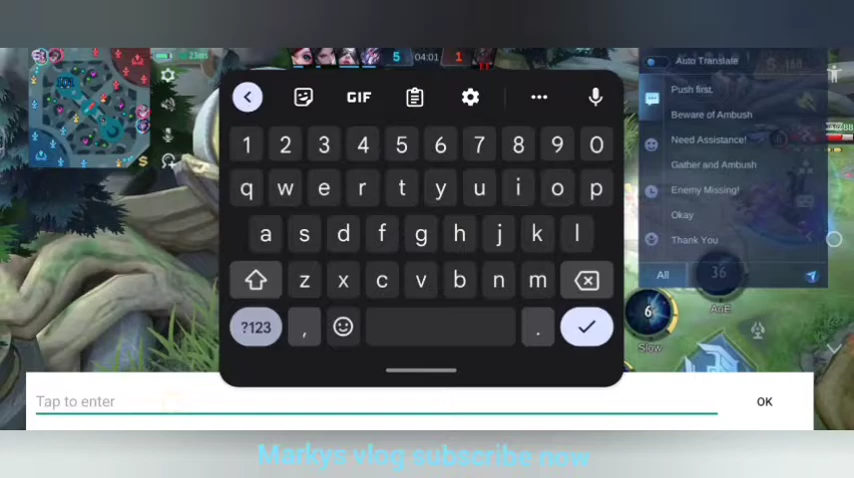 23ms
5 04:01 1
Auto Translate
Push first.
Beware of Ambush
Need Assistance!
Gather and Ambush
Enemy Missing!
Okay
Thank You
All
GIF
1 2 3 4 5 6 7 8 9 0
q w e r t y u i o p
a s d f g h j k l
z x c v b n m
?123 , .
36
AoE
6
Slow
Tap to enter
OK
Markys vlog subscribe now